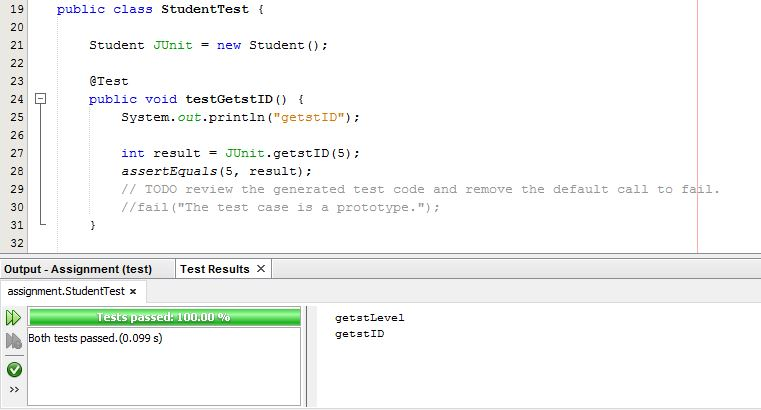 19 public class StudentTest {
20
21 Student JUnit = new Student();
22
23 @Test
24 public void testGetstID() {
25 System.out.println("getstID");
26
27 int result = JUnit.getstID(5);
28 assertEquals(5, result);
29 // TODO review the generated test code and remove the default call to fail.
30 //fail("The test case is a prototype.");
31 }
32
Output - Assignment (test) Test Results ×
assignment.StudentTest ×
Tests passed: 100.00 %
Both tests passed.(0.099 s)
>>
getstLevel
getstID